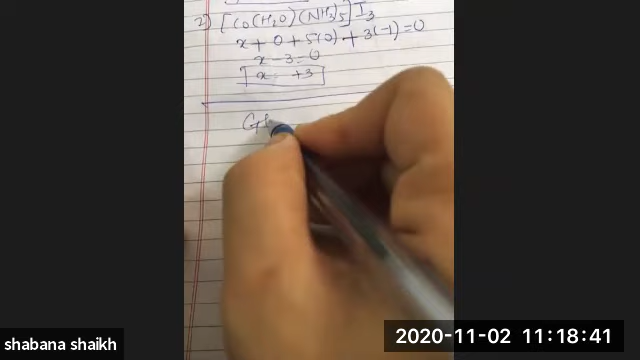 2) [Co(H₂O)(NH₃)₅]I₃
x + 0 + 5(0) + 3(-1) = 0
x - 3 = 0
x = +3
shabana shaikh
2020-11-02 11:18:41